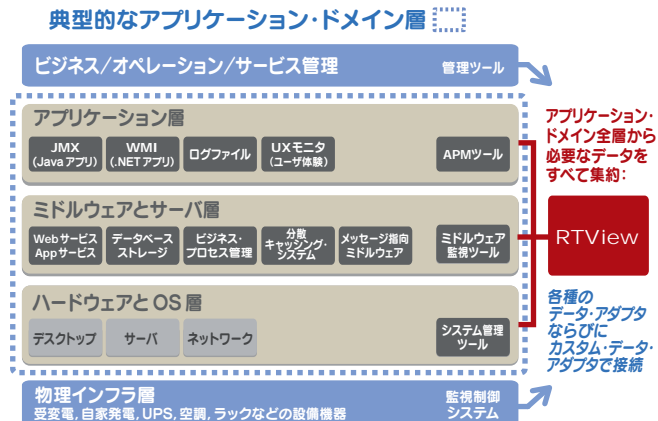 典型的なアプリケーション・ドメイン層
ビジネス/オペレーション/サービス管理
管理ツール
アプリケーション層
JMX
(Java アプリ)
WMI
(.NET アプリ)
ログファイル
UXモニタ
(ユーザ体験)
APMツール
ミドルウェアとサーバ層
Webサービス
Appサービス
データベース
ストレージ
ビジネス・
プロセス管理
分散
キャッシング・
システム
メッセージ指向
ミドルウェア
ミドルウェア
監視ツール
ハードウェアと OS 層
デスクトップ
サーバ
ネットワーク
システム管理
ツール
物理インフラ層
受変電, 自家発電, UPS, 空調, ラックなどの設備機器
監視制御
システム
アプリケーション・
ドメイン全層から
必要なデータを
すべて集約:
RTView
各種の
データ・アダプタ
ならびに
カスタム・データ・
アダプタで接続